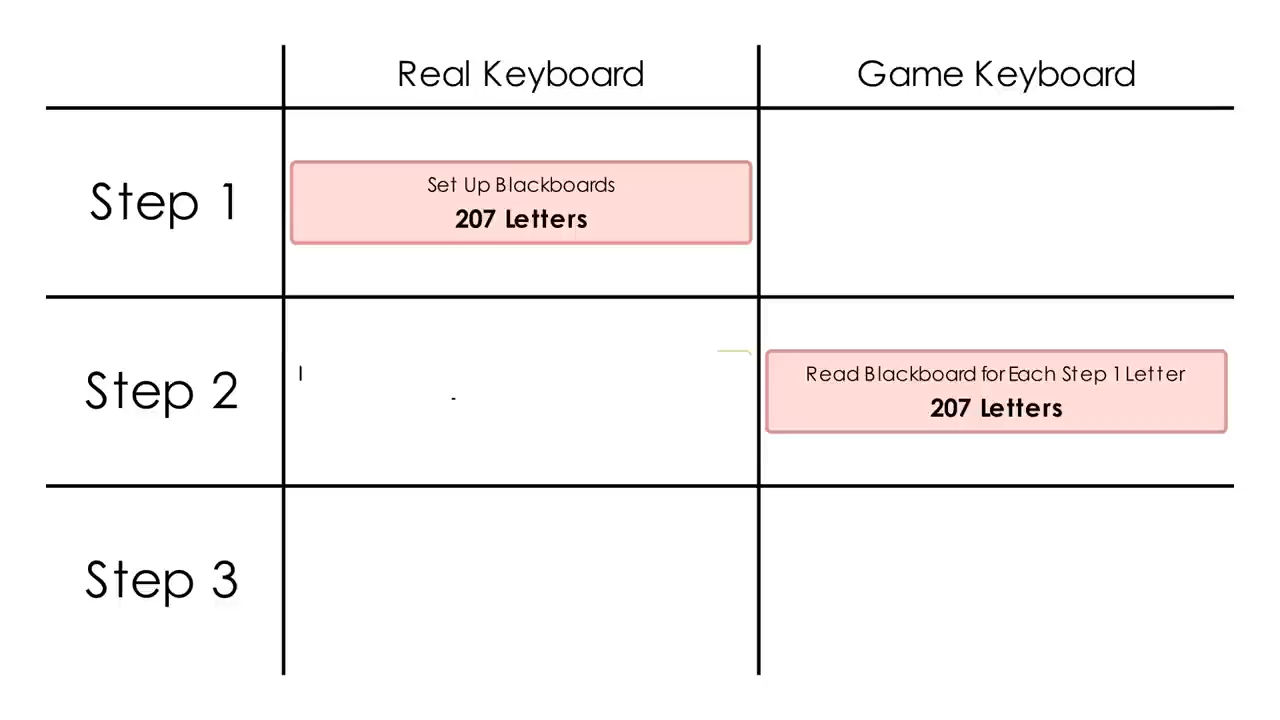 Real Keyboard
Game Keyboard
Step 1
Set Up Blackboards
207 Letters
Step 2
Read Blackboard for Each Step 1 Letter
207 Letters
Step 3